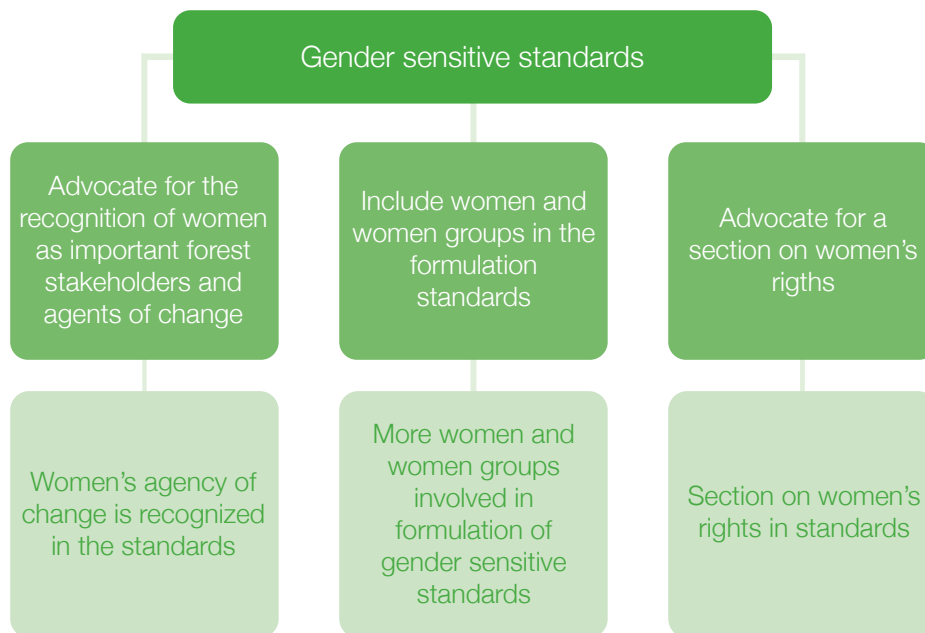 Gender sensitive standards
Advocate for the
recognition of women
as important forest
stakeholders and
agents of change
Include women and
women groups in the
formulation
standards
Advocate for a
section on women’s
rigths
Women’s agency of
change is recognized
in the standards
More women and
women groups
involved in
formulation of
gender sensitive
standards
Section on women’s
rights in standards